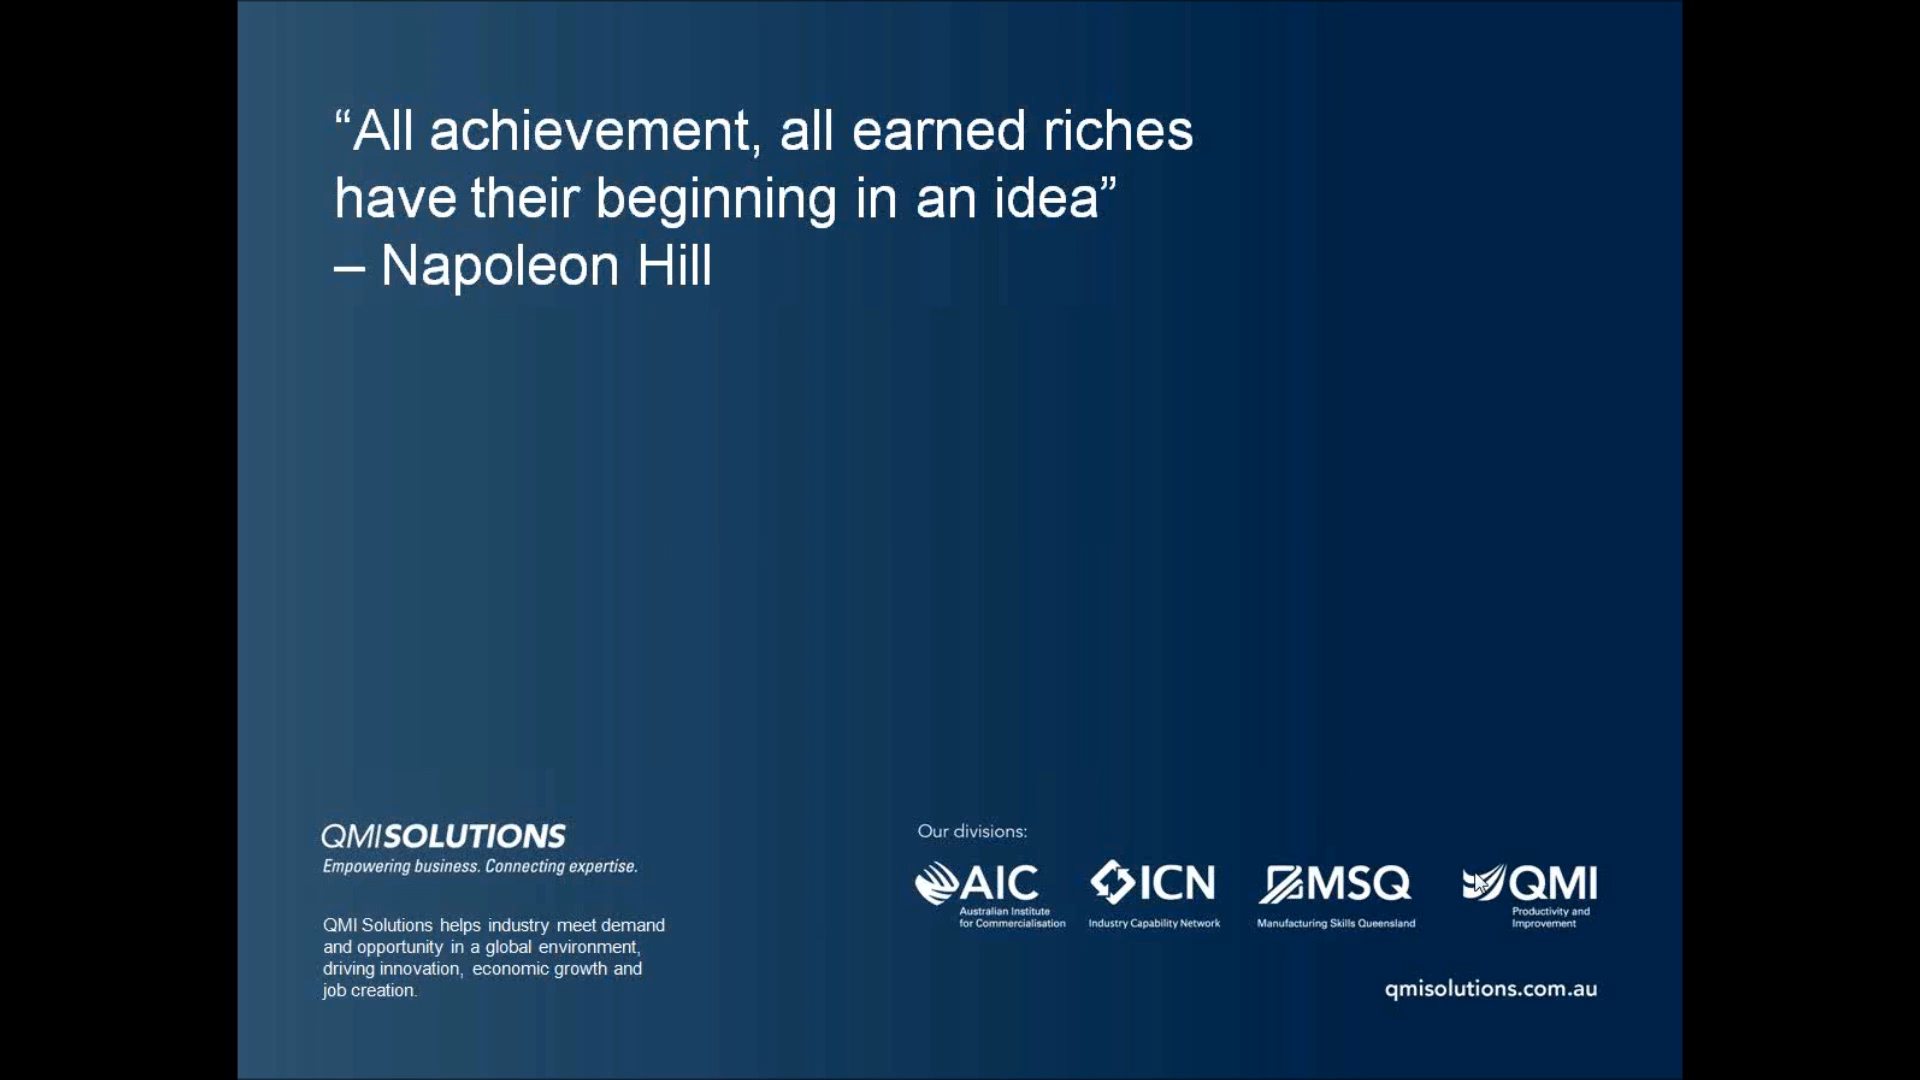 “All achievement, all earned riches
have their beginning in an idea”
– Napoleon Hill
QMISOLUTIONS
Empowering business. Connecting expertise.
QMI Solutions helps industry meet demand
and opportunity in a global environment,
driving innovation, economic growth and
job creation.
Our divisions:
AIC
Australian Institute
for Commercialisation
ICN
Industry Capability Network
MSQ
Manufacturing Skills Queensland
QMI
Productivity and
Improvement
qmisolutions.com.au